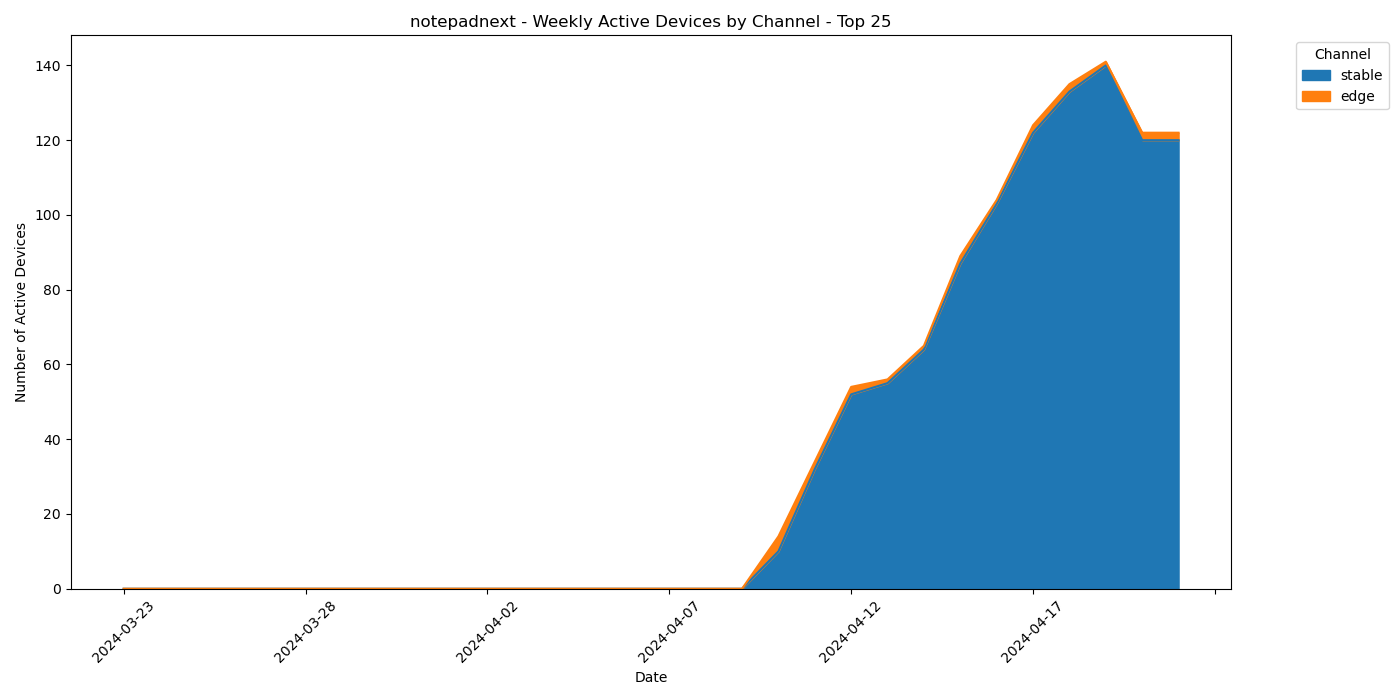 notepadnext - Weekly Active Devices by Channel - Top 25
Channel
stable
edge
Number of Active Devices
140
120
100
80
60
40
20
0
2024-03-23
2024-03-28
2024-04-02
2024-04-07
2024-04-12
2024-04-17
Date